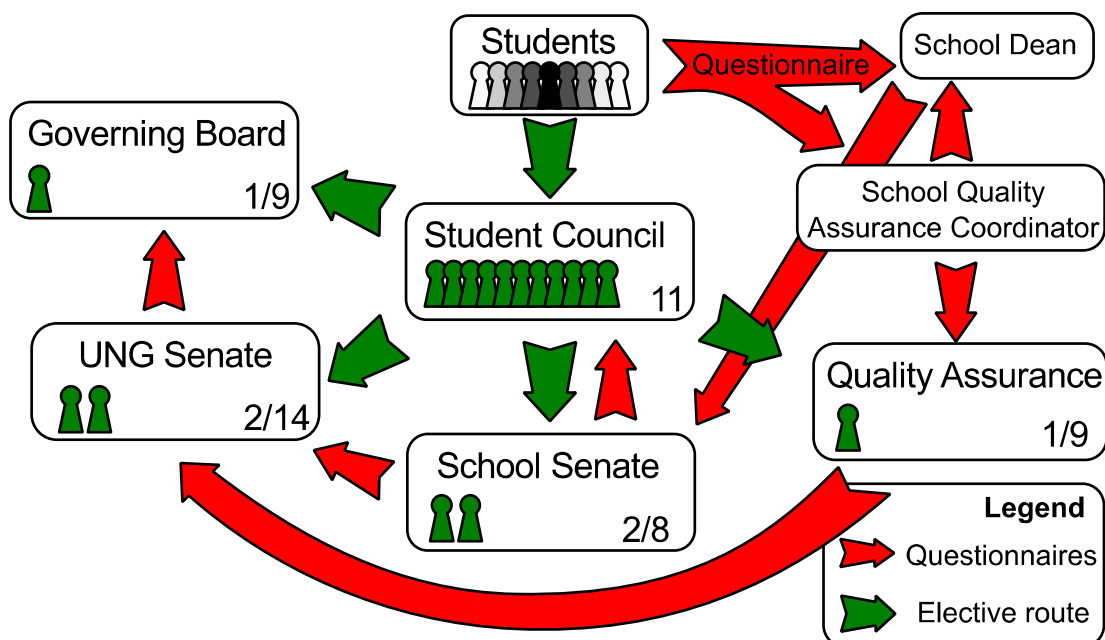 Students
Questionnaire
School Dean
Governing Board
1/9
School Quality
Assurance Coordinator
Student Council
11
UNG Senate
2/14
Quality Assurance
1/9
School Senate
2/8
Legend
Questionnaires
Elective route